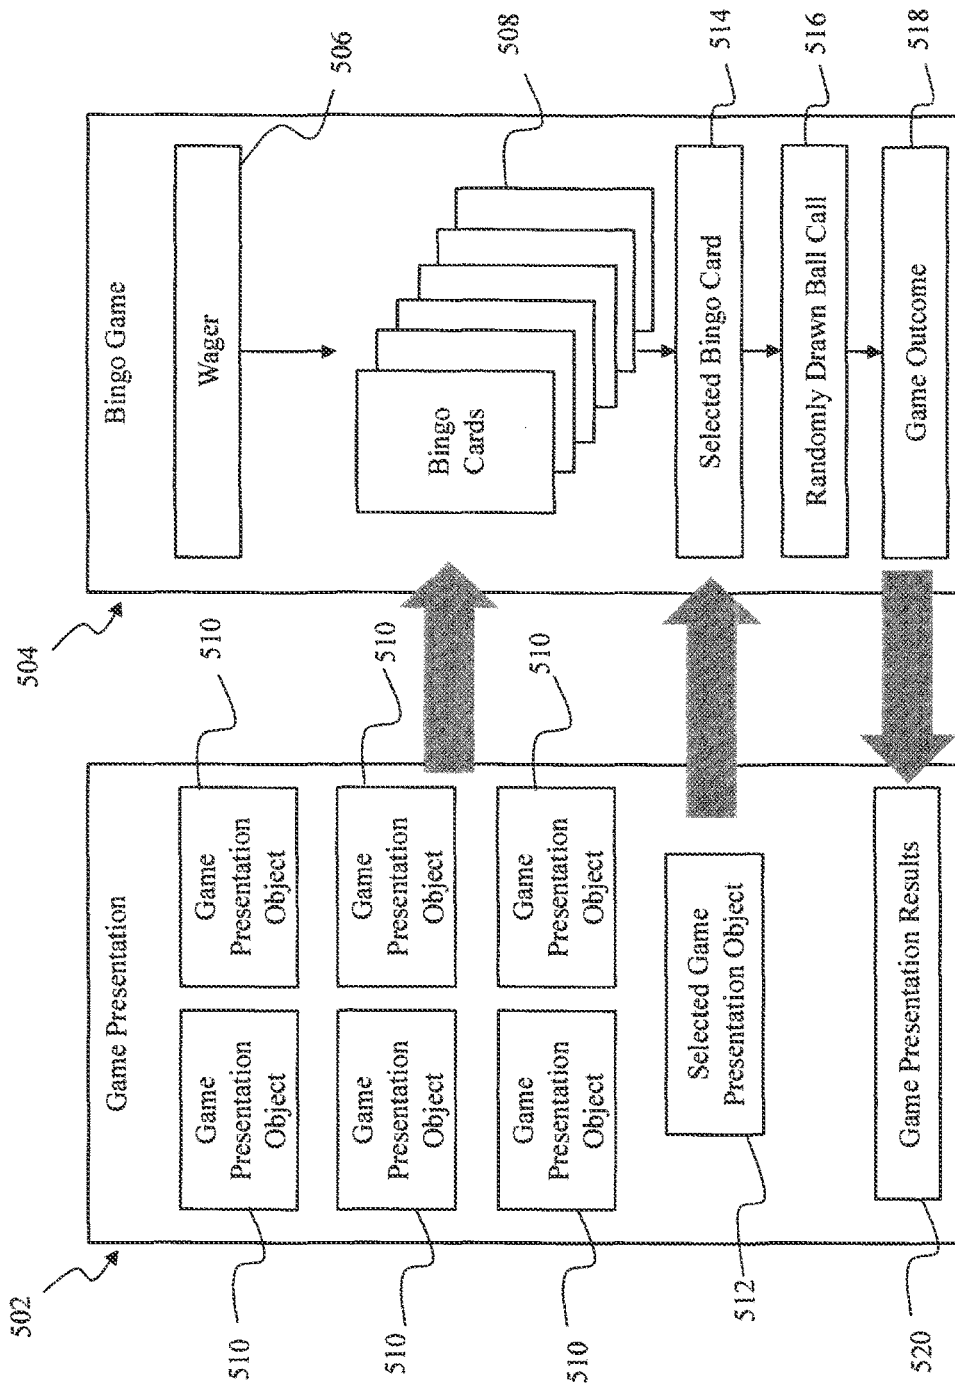 502
Game Presentation
510
Game
Presentation
Object
Game
Presentation
Object
510
510
Game
Presentation
Object
Game
Presentation
Object
510
510
Game
Presentation
Object
Game
Presentation
Object
510
512
Selected Game
Presentation Object
520
Game Presentation Results
504
Bingo Game
Wager
506
Bingo
Cards
508
Selected Bingo Card
514
Randomly Drawn Ball Call
516
Game Outcome
518